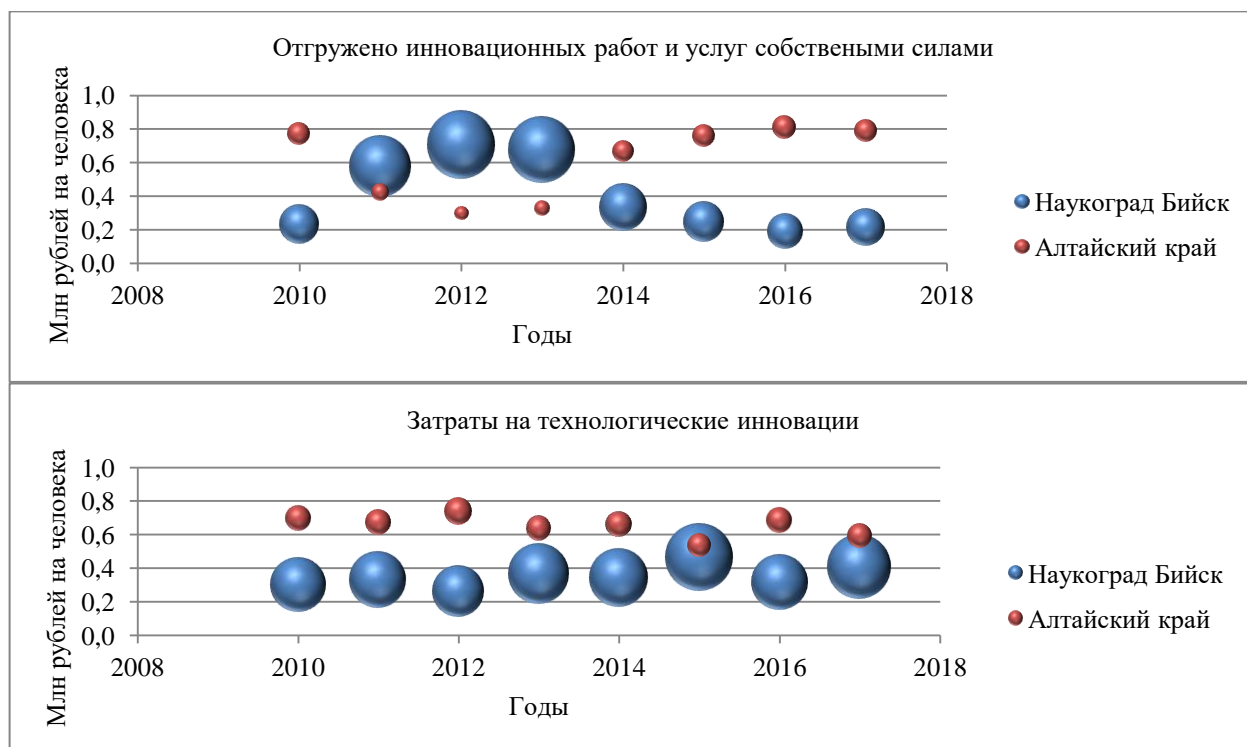 Отгружено инновационных работ и услуг собствеными силами
Млн рублей на человека
1,0
0,8
0,6
0,4
0,2
0,0
2008 2010 2012 2014 2016 2018
Годы
Наукоград Бийск
Алтайский край
Затраты на технологические инновации
Млн рублей на человека
1,0
0,8
0,6
0,4
0,2
0,0
2008 2010 2012 2014 2016 2018
Годы
Наукоград Бийск
Алтайский край